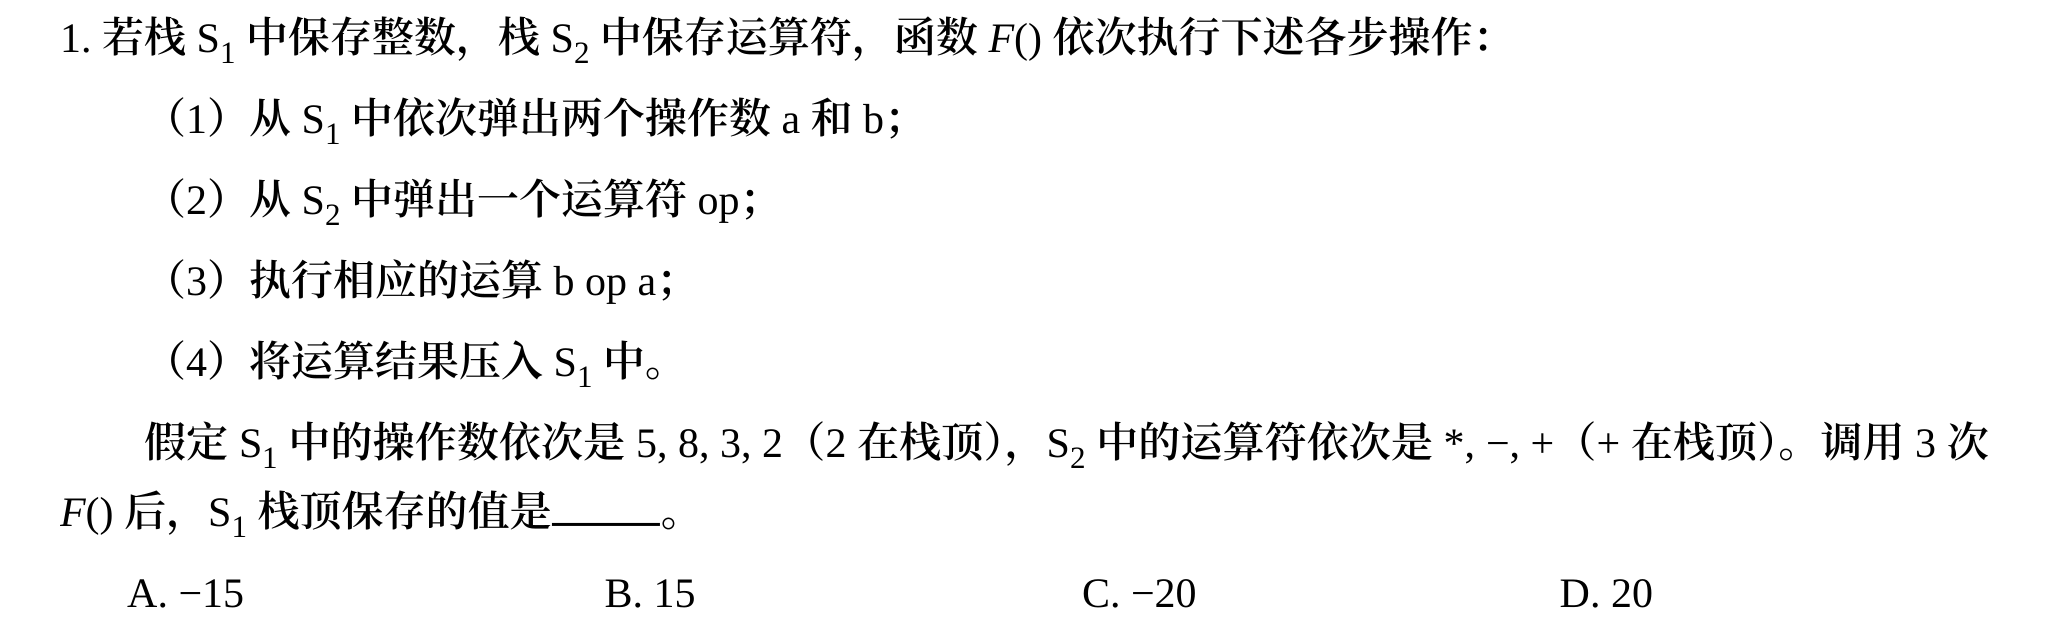 1. 若栈 S₁ 中保存整数，栈 S₂ 中保存运算符，函数 F() 依次执行下述各步操作：
（1）从 S₁ 中依次弹出两个操作数 a 和 b；
（2）从 S₂ 中弹出一个运算符 op；
（3）执行相应的运算 b op a；
（4）将运算结果压入 S₁ 中。
假定 S₁ 中的操作数依次是 5, 8, 3, 2（2 在栈顶），S₂ 中的运算符依次是 *, −, +（+ 在栈顶）。调用 3 次
F() 后，S₁ 栈顶保存的值是_____。
A. −15 B. 15 C. −20 D. 20